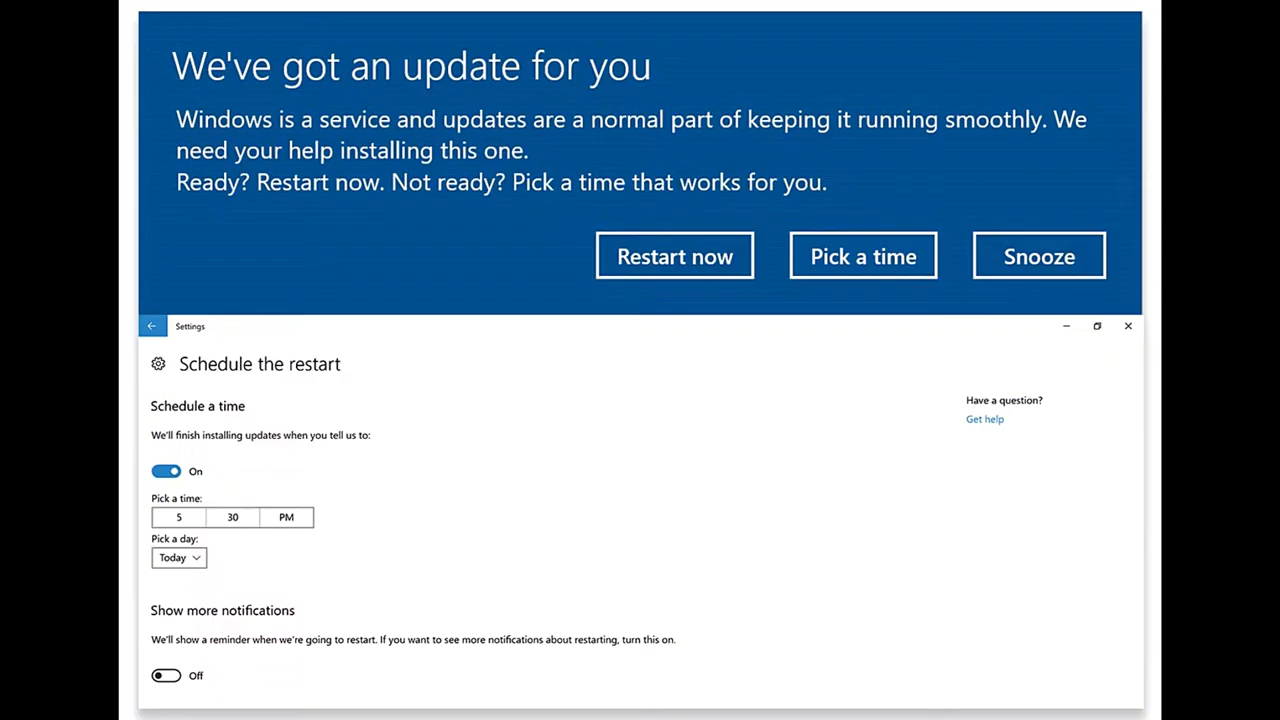 We've got an update for you
Windows is a service and updates are a normal part of keeping it running smoothly. We
need your help installing this one.
Ready? Restart now. Not ready? Pick a time that works for you.
Restart now Pick a time Snooze
Settings
Schedule the restart
Schedule a time
Have a question?
Get help
We'll finish installing updates when you tell us to:
On
Pick a time:
5 30 PM
Pick a day:
Today
Show more notifications
We'll show a reminder when we're going to restart. If you want to see more notifications about restarting, turn this on.
Off